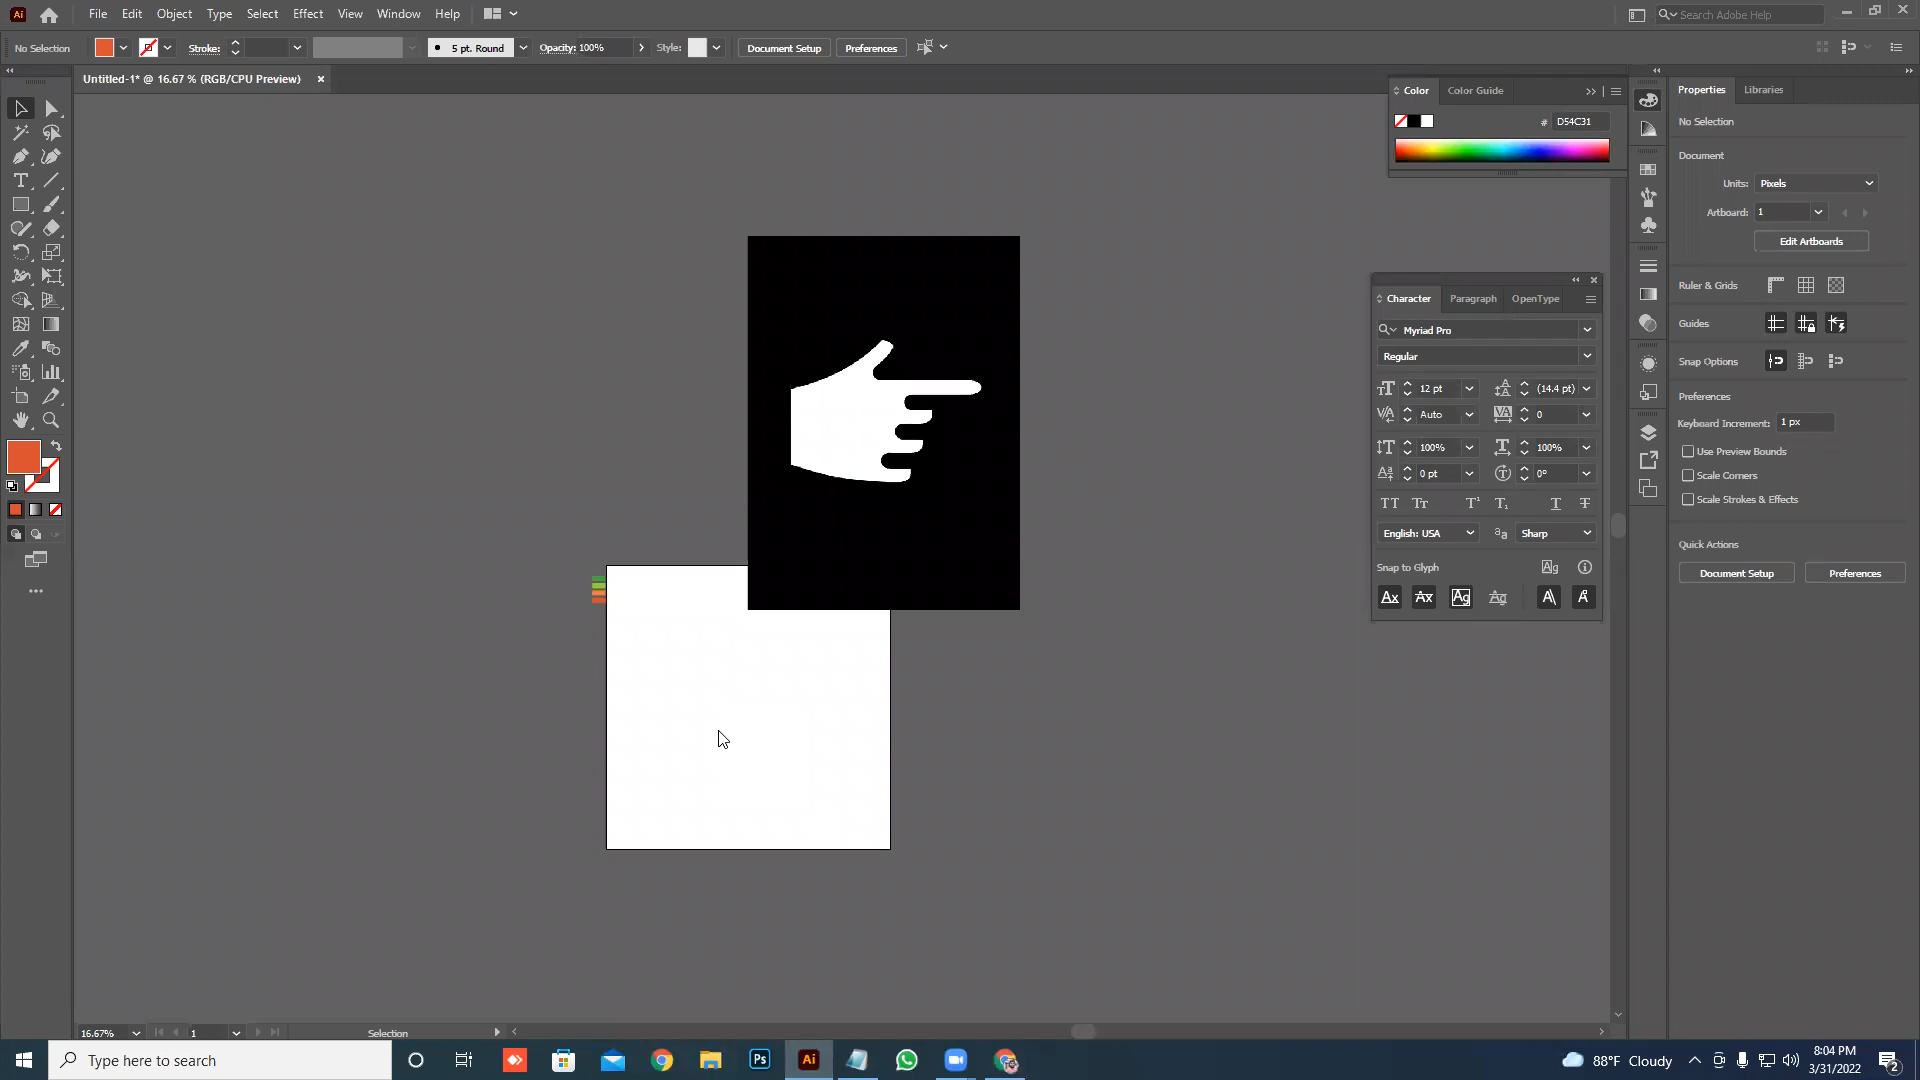 Ai File Edit Object Type Select Effect View Window Help Search Adobe Help
No Selection Stroke: 5 pt. Round Opacity: 100% Style: Document Setup Preferences
Untitled-1* @ 16.67 % (RGB/CPU Preview) ×
Color Color Guide
# D54C31
Properties Libraries
No Selection
Document
Units: Pixels
Artboard: 1
Edit Artboards
Ruler & Grids
Guides
Snap Options
Preferences
Keyboard Increment: 1 px
Use Preview Bounds
Scale Corners
Scale Strokes & Effects
Quick Actions
Document Setup Preferences
Character Paragraph OpenType
Myriad Pro
Regular
12 pt (14.4 pt)
Auto 0
100% 100%
0 pt 0°
English: USA Sharp
Snap to Glyph
16.67% 1 Selection
Type here to search Ps Ai 88°F Cloudy 8:04 PM
3/31/2022 2